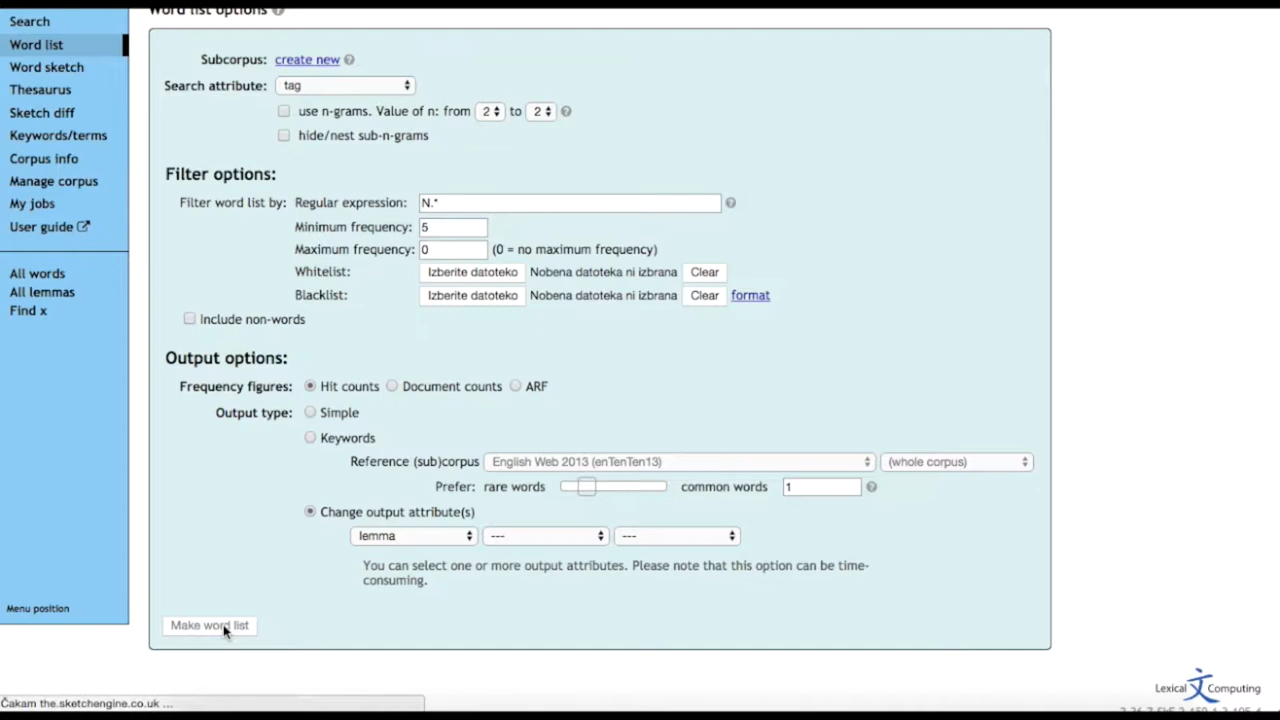 Word list options
Search
Word list
Word sketch
Thesaurus
Sketch diff
Keywords/terms
Corpus info
Manage corpus
My jobs
User guide
All words
All lemmas
Find x
Menu position
Subcorpus: create new
Search attribute: tag
use n-grams. Value of n: from 2 to 2
hide/nest sub-n-grams
Filter options:
Filter word list by: Regular expression: N.*
Minimum frequency: 5
Maximum frequency: 0 (0 = no maximum frequency)
Whitelist: Izberite datoteko Nobena datoteka ni izbrana Clear
Blacklist: Izberite datoteko Nobena datoteka ni izbrana Clear format
Include non-words
Output options:
Frequency figures: Hit counts Document counts ARF
Output type: Simple
Keywords
Reference (sub)corpus English Web 2013 (enTenTen13) (whole corpus)
Prefer: rare words common words 1
Change output attribute(s)
lemma --- ---
You can select one or more output attributes. Please note that this option can be time-
consuming.
Make word list
Lexical 文 Computing
Čakam the.sketchengine.co.uk ...